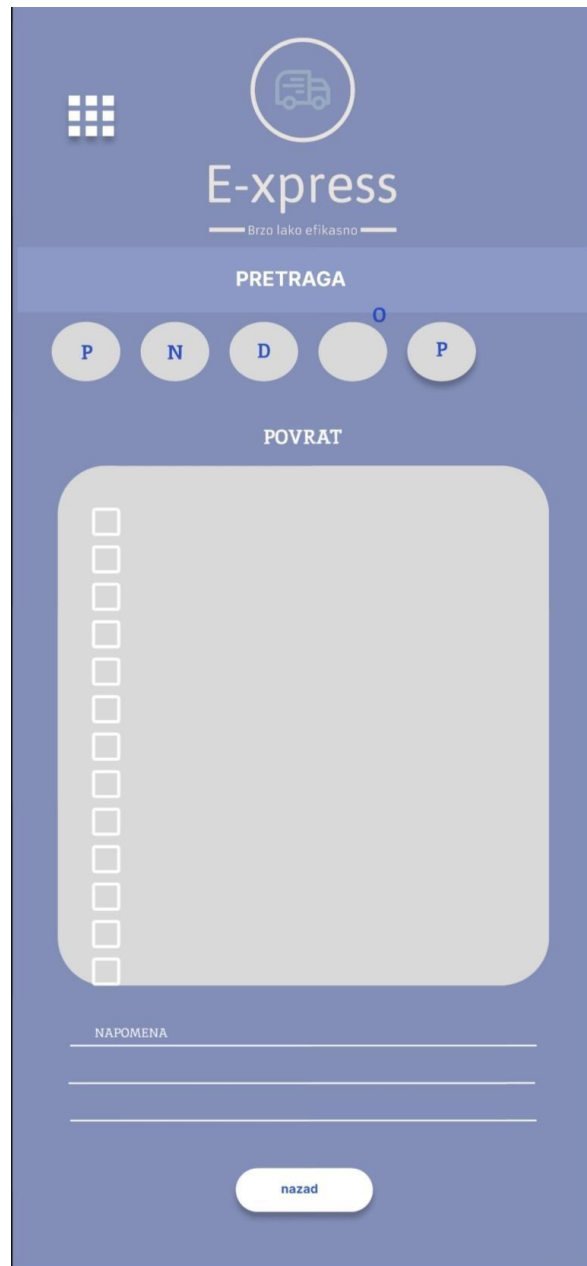 E-xpress
Brzo lako efikasno
PRETRAGA
P N D O P
POVRAT
NAPOMENA
nazad